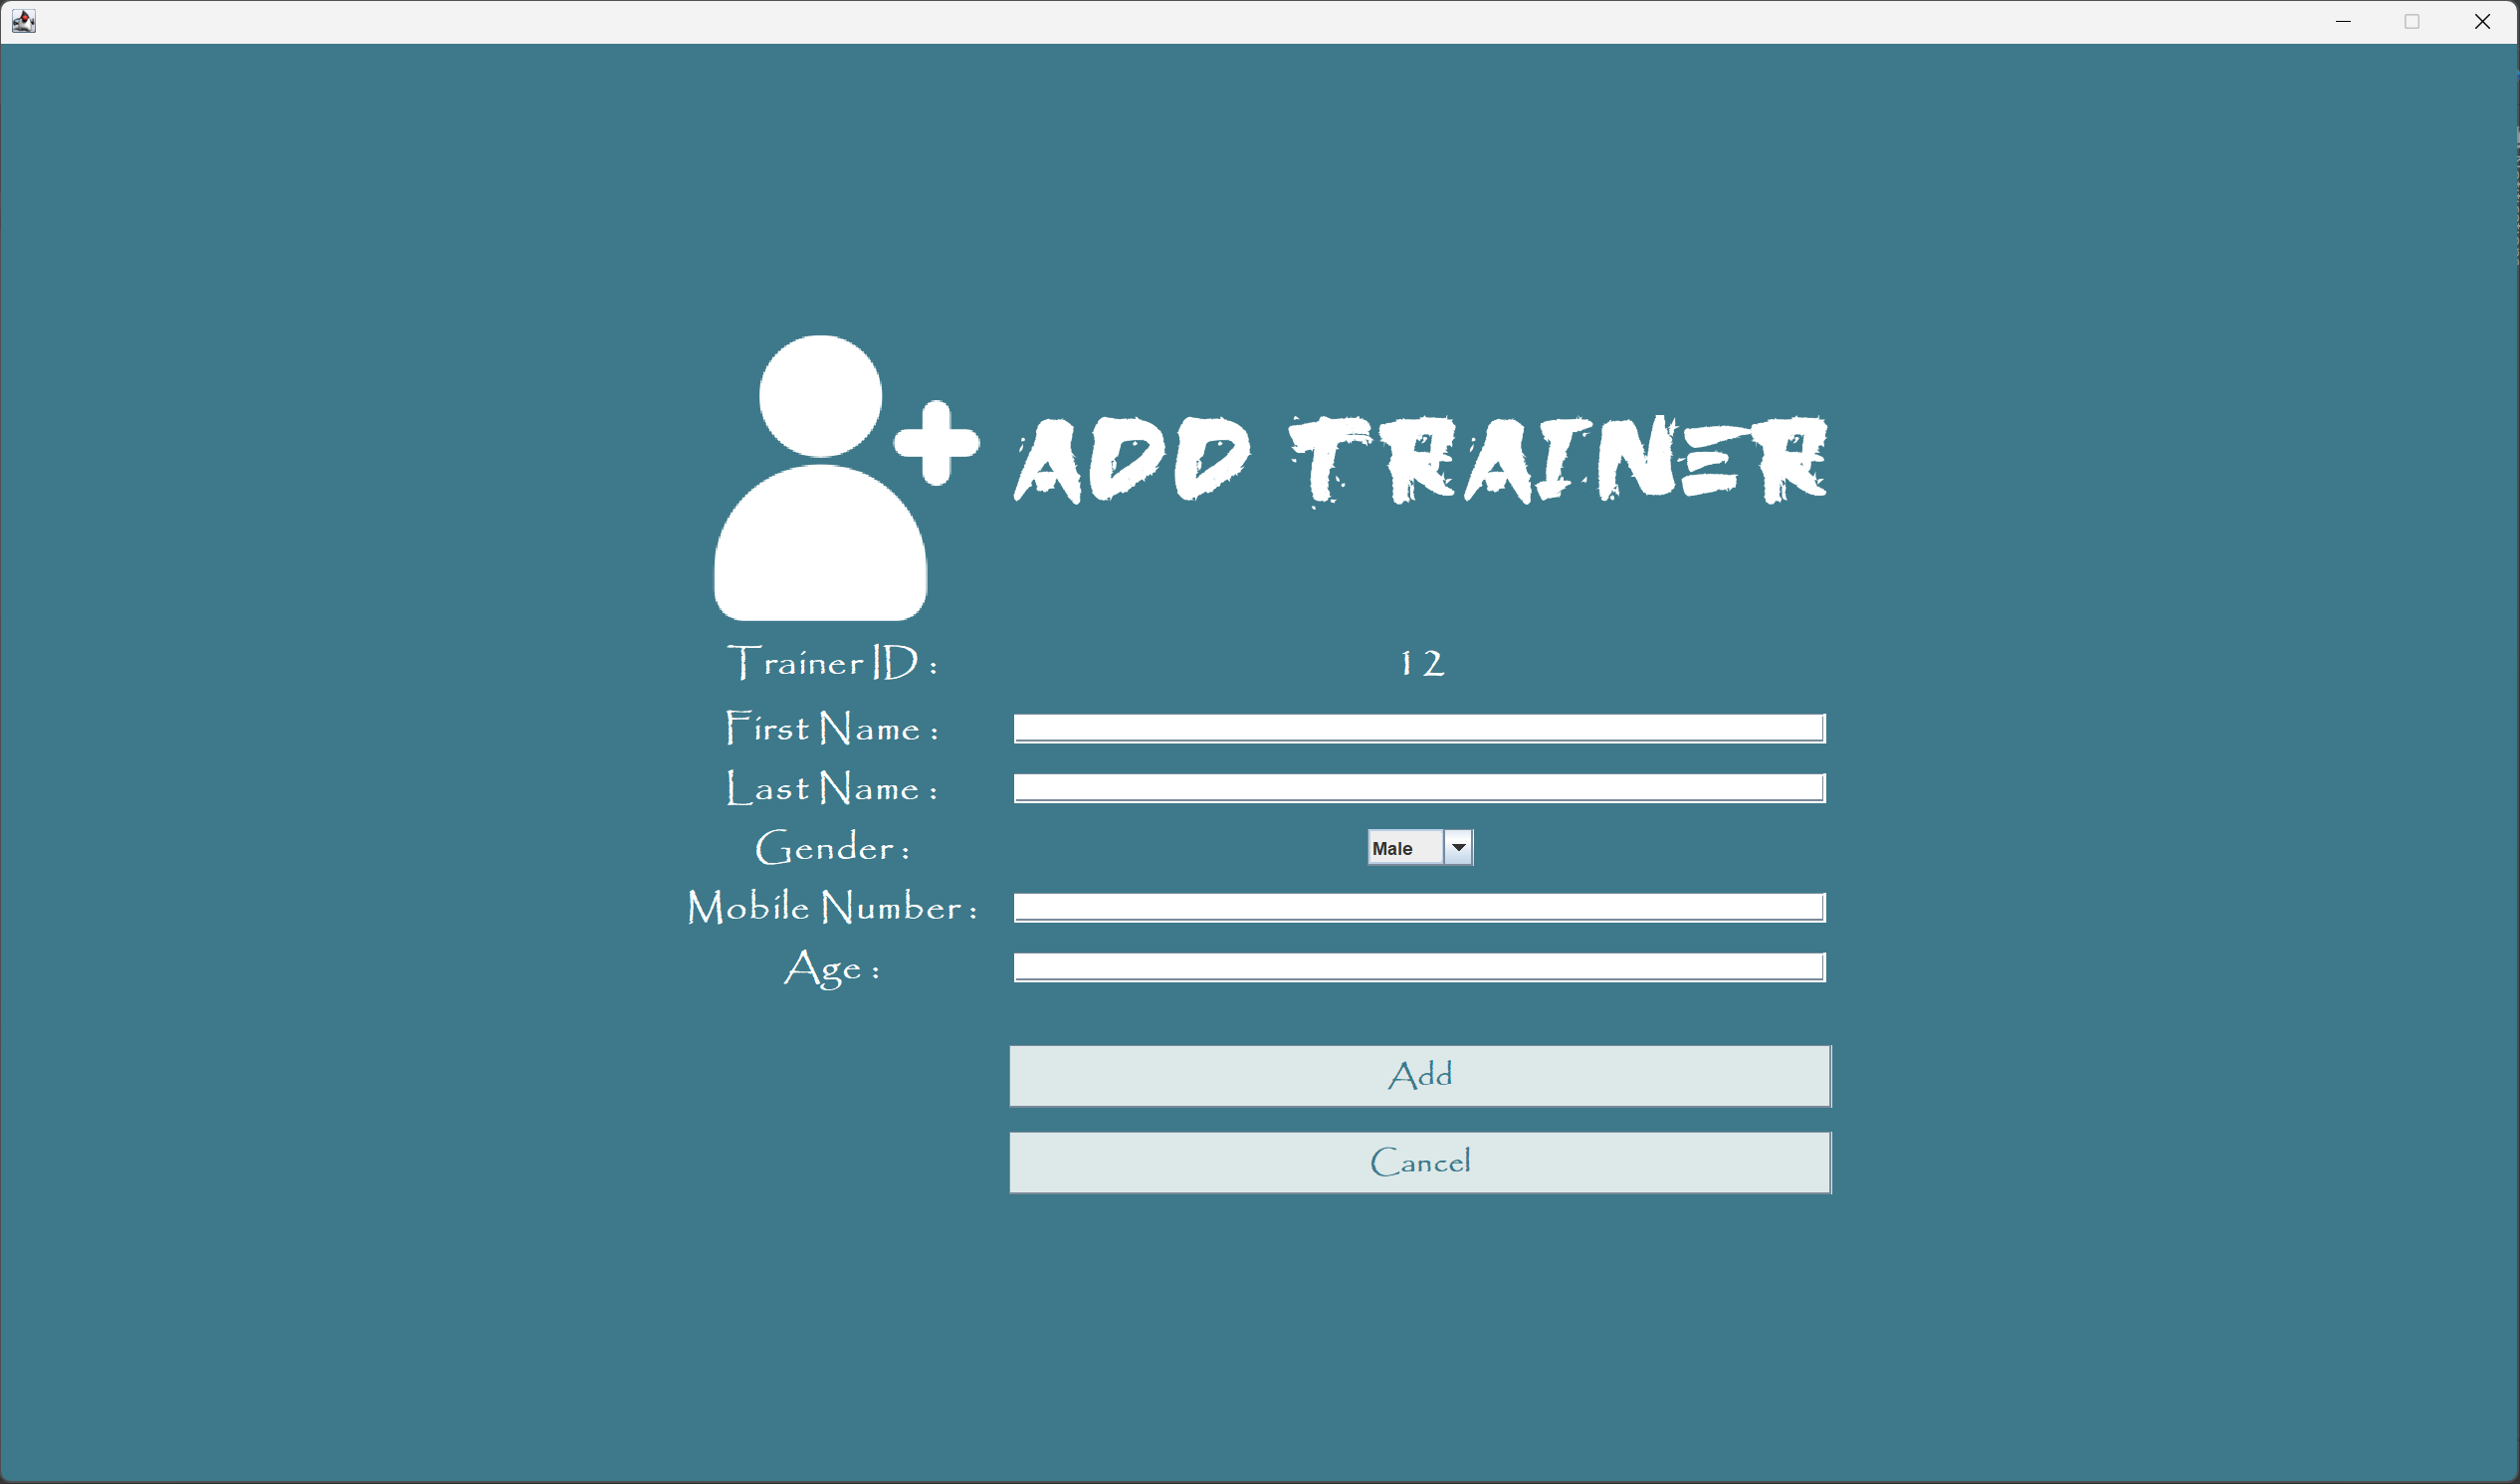 ADD TRAINER
Trainer ID : 12
First Name :
Last Name :
Gender : Male
Mobile Number :
Age :
Add
Cancel